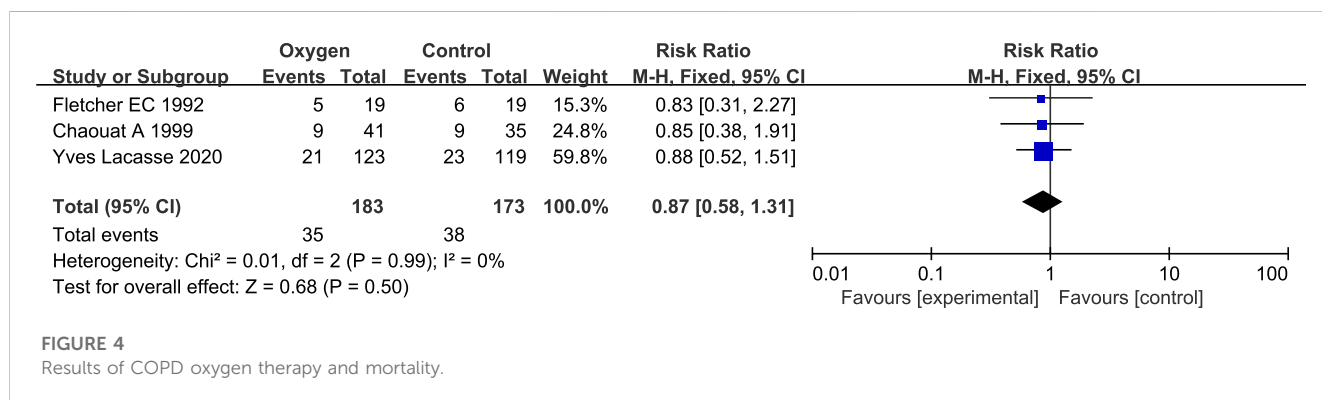 Oxygen Control Risk Ratio Risk Ratio
Study or Subgroup Events Total Events Total Weight M-H, Fixed, 95% CI M-H, Fixed, 95% CI
Fletcher EC 1992 5 19 6 19 15.3% 0.83 [0.31, 2.27]
Chaouat A 1999 9 41 9 35 24.8% 0.85 [0.38, 1.91]
Yves Lacasse 2020 21 123 23 119 59.8% 0.88 [0.52, 1.51]
Total (95% CI) 183 173 100.0% 0.87 [0.58, 1.31]
Total events 35 38
Heterogeneity: Chi² = 0.01, df = 2 (P = 0.99); I² = 0%
Test for overall effect: Z = 0.68 (P = 0.50)
0.01 0.1 1 10 100
Favours [experimental] Favours [control]
FIGURE 4
Results of COPD oxygen therapy and mortality.